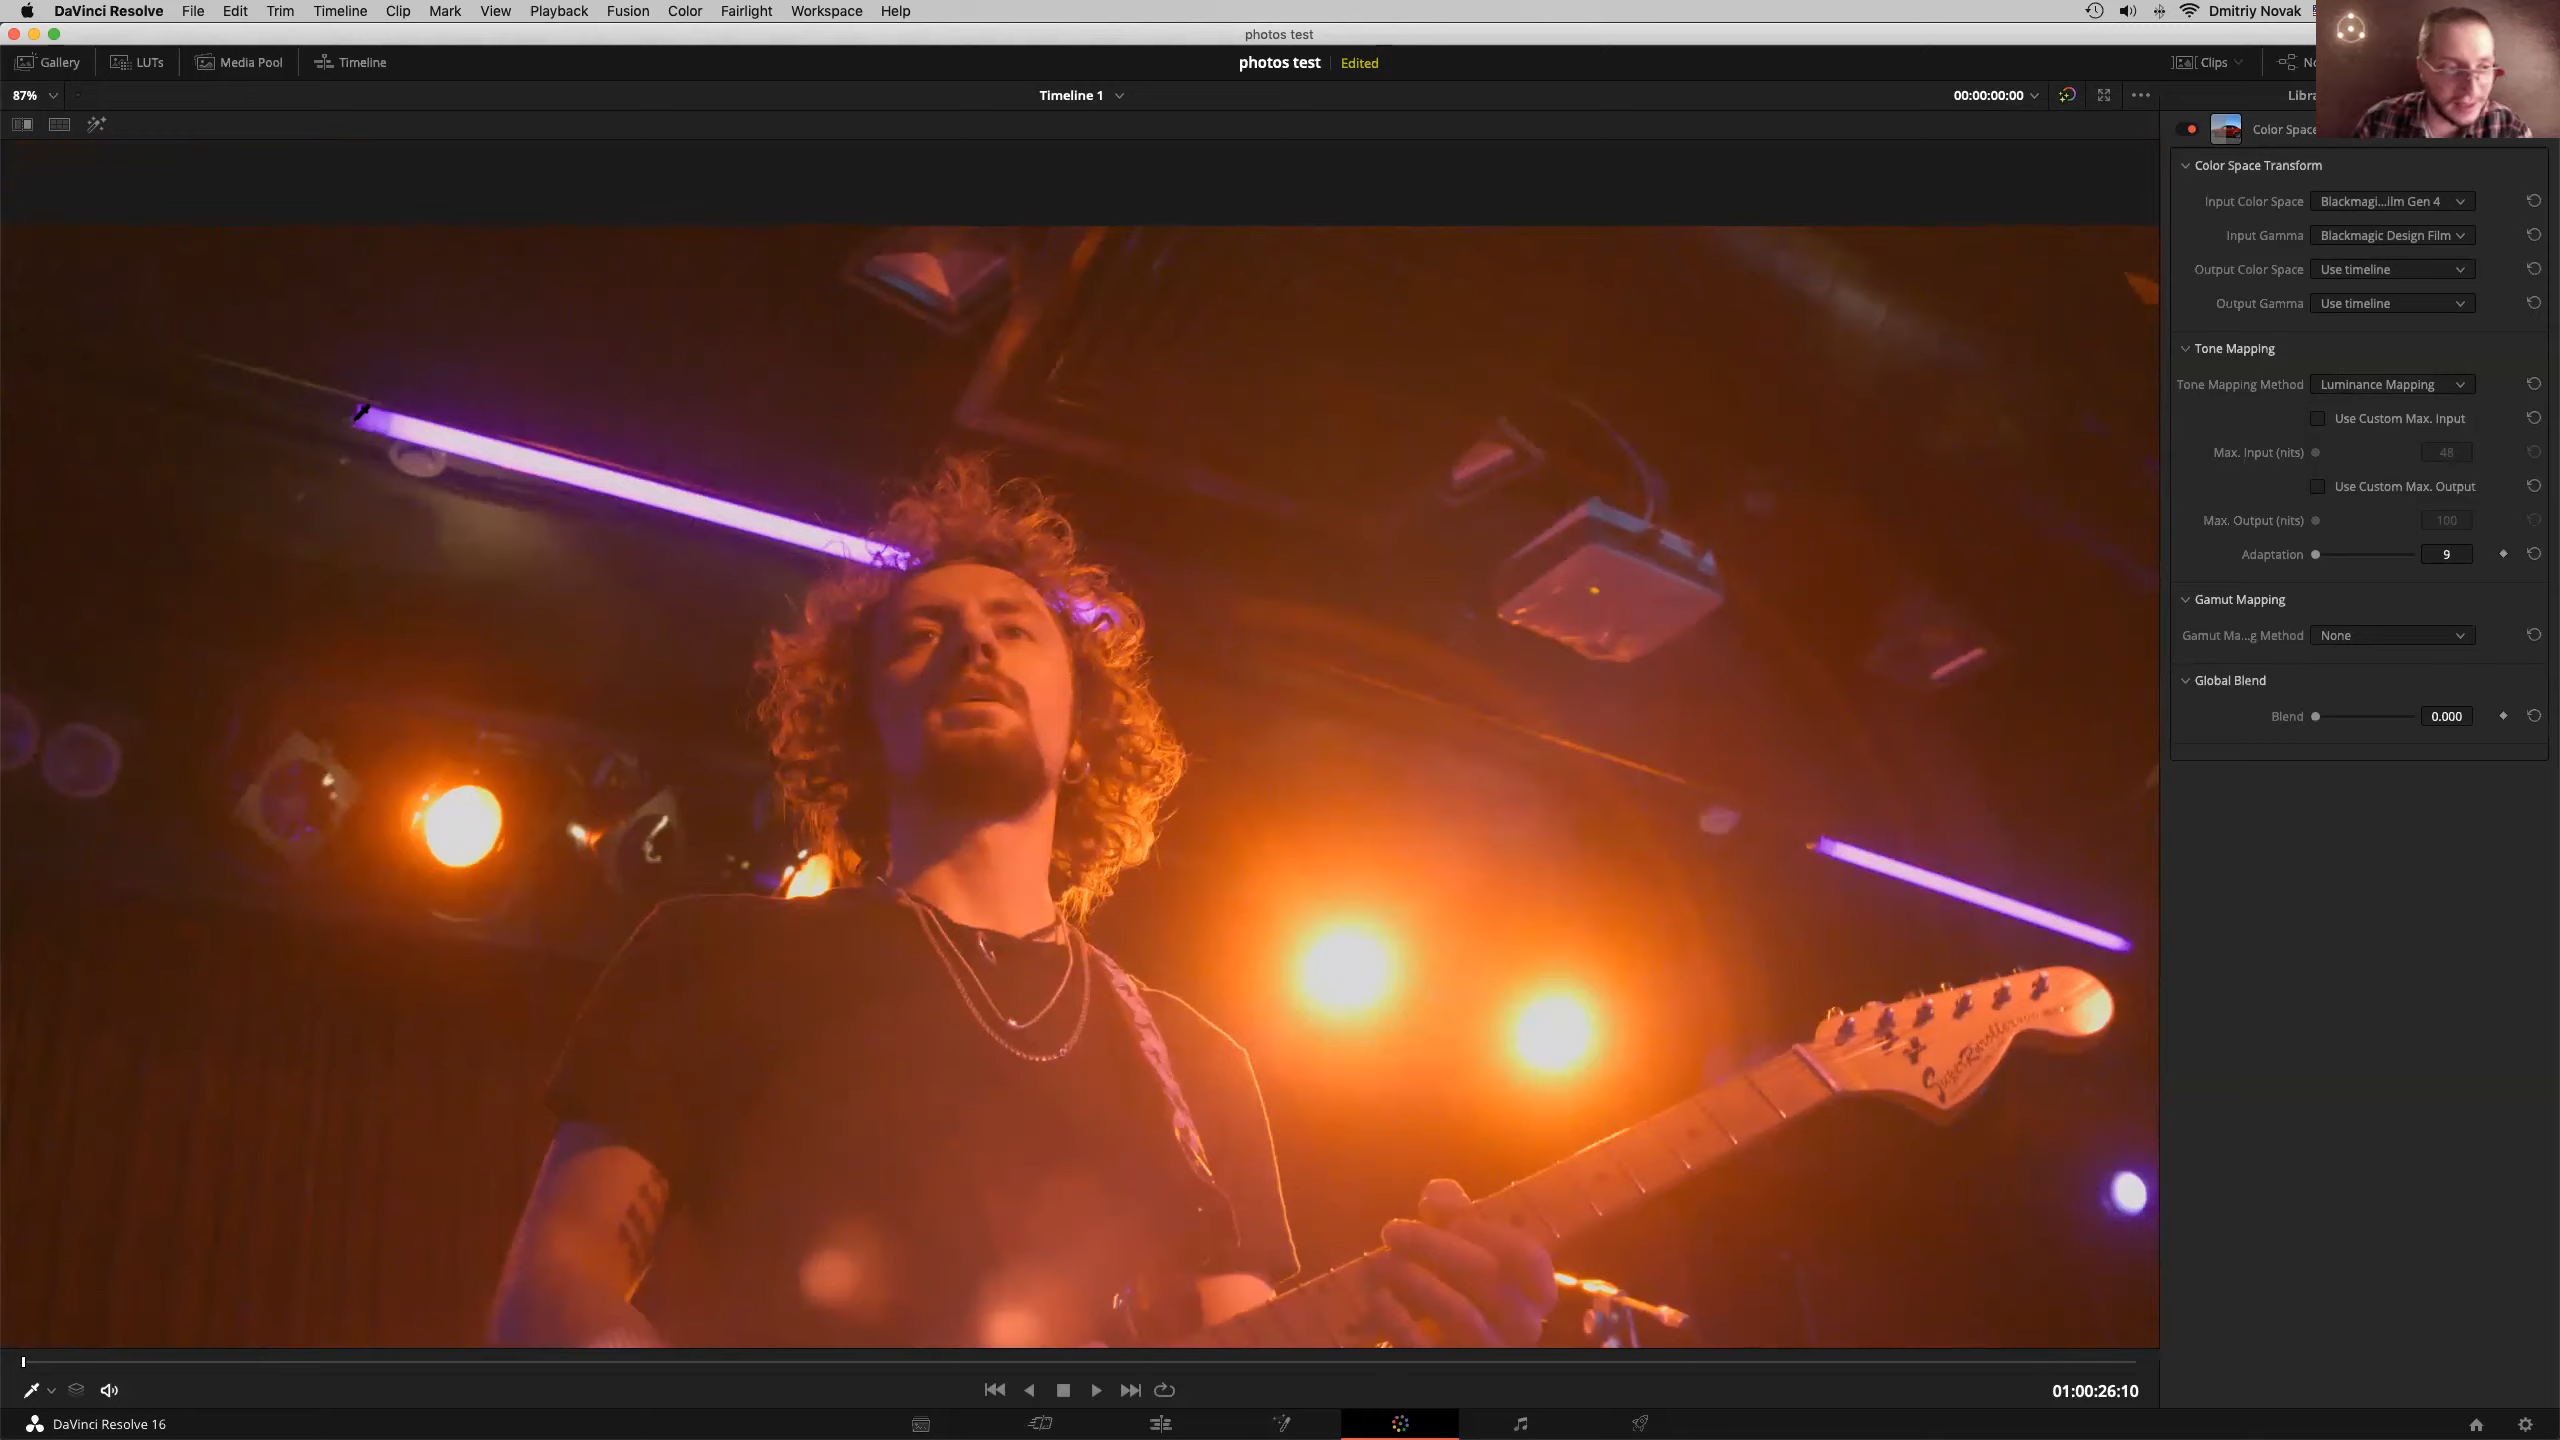 DaVinci Resolve File Edit Trim Timeline Clip Mark View Playback Fusion Color Fairlight Workspace Help Dmitriy Novak
photos test
Gallery LUTs Media Pool Timeline photos test Edited Clips
87% Timeline 1 00:00:00:00
Color Space
Color Space Transform
Input Color Space Blackmagi...ilm Gen 4
Input Gamma Blackmagic Design Film
Output Color Space Use timeline
Output Gamma Use timeline
Tone Mapping
Tone Mapping Method Luminance Mapping
Use Custom Max. Input
Max. Input (nits) 48
Use Custom Max. Output
Max. Output (nits) 100
Adaptation 9
Gamut Mapping
Gamut Ma...g Method None
Global Blend
Blend 0.000
01:00:26:10
DaVinci Resolve 16